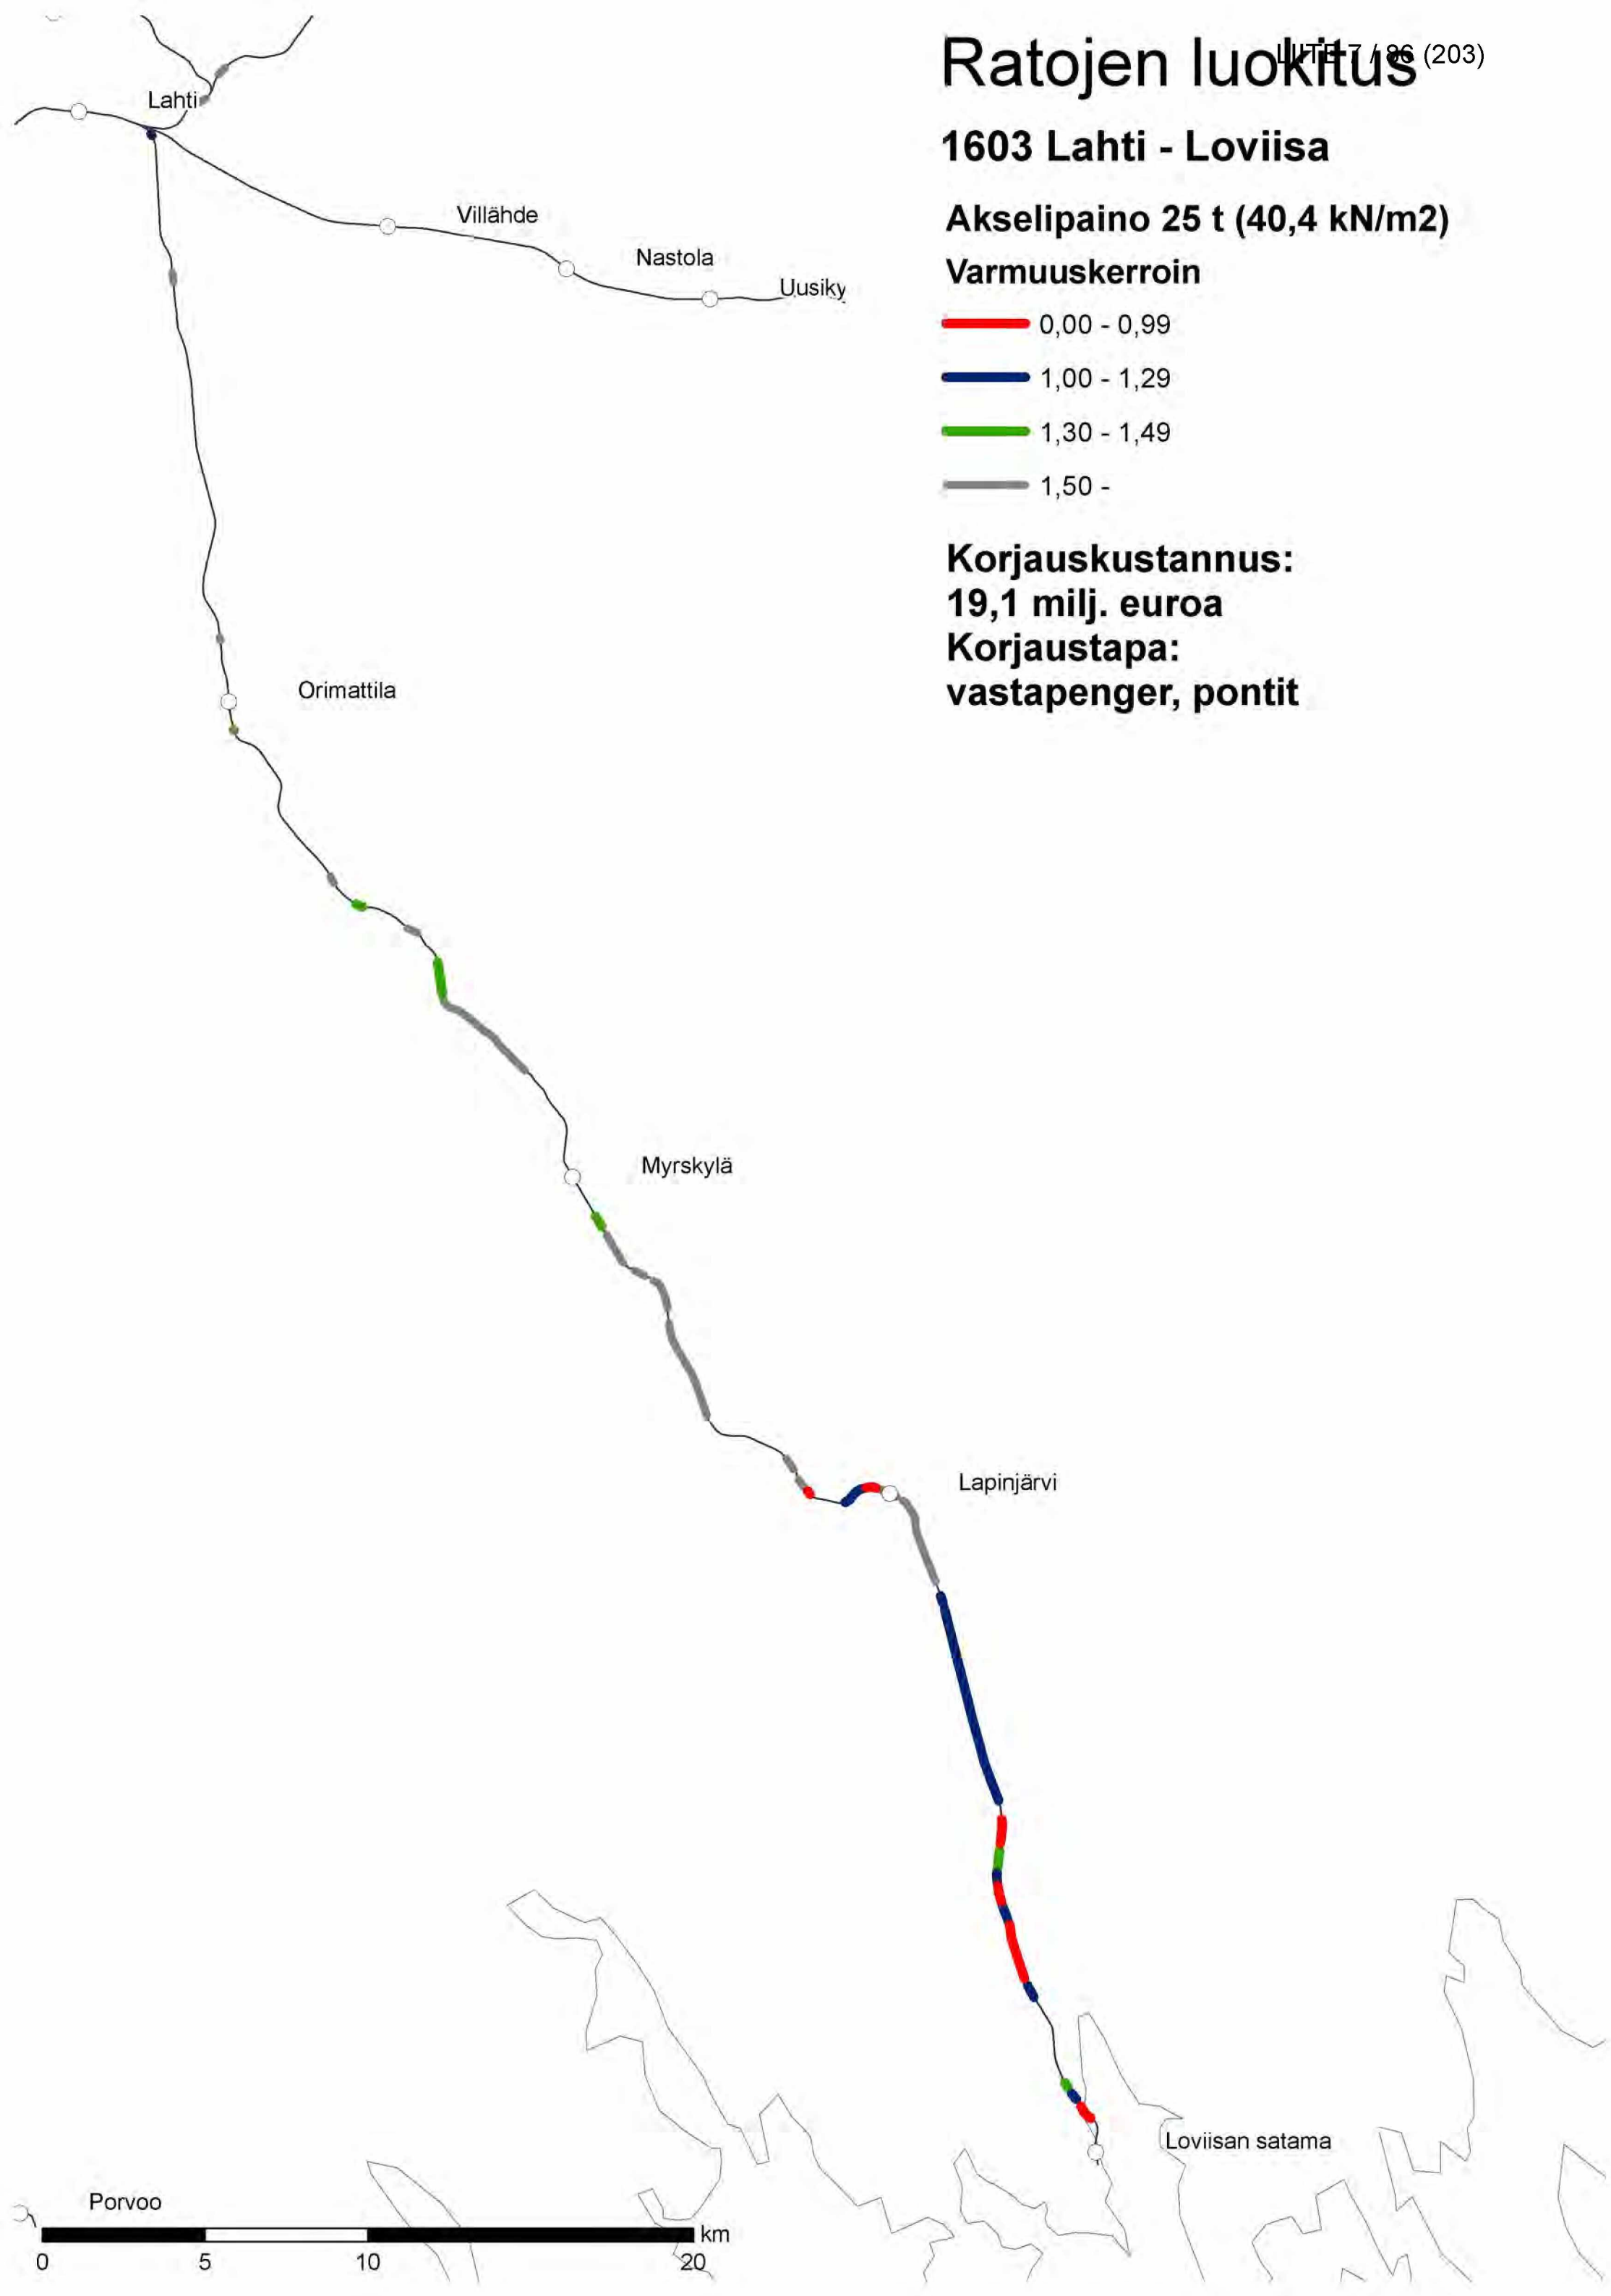 Ratojen luokitus
LIITE 7 / 86 (203)
1603 Lahti - Loviisa
Akselipaino 25 t (40,4 kN/m2)
Varmuuskerroin
0,00 - 0,99
1,00 - 1,29
1,30 - 1,49
1,50 -
Korjauskustannus:
19,1 milj. euroa
Korjaustapa:
vastapenger, pontit
Lahti
Villähde
Nastola
Uusiky
Orimattila
Myrskylä
Lapinjärvi
Loviisan satama
Porvoo
km
0 5 10 20